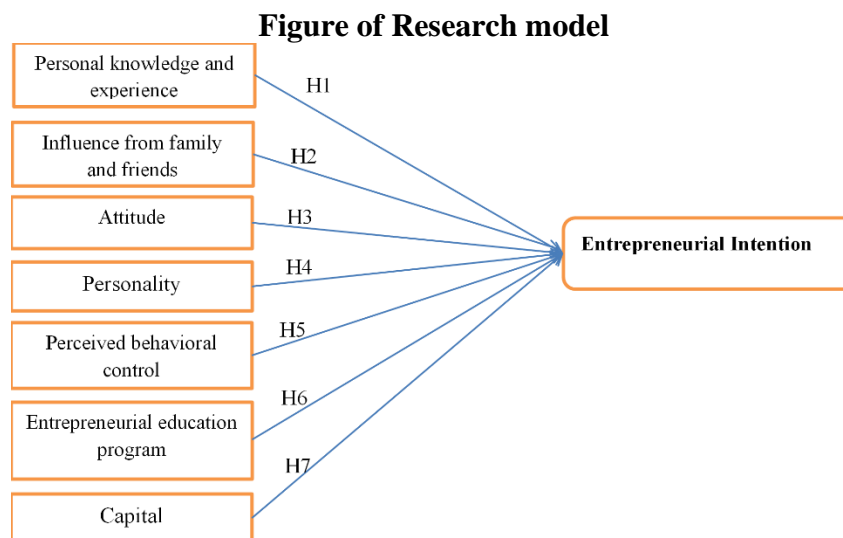 Figure of Research model
Personal knowledge and
experience
H1
Influence from family
and friends
H2
Attitude
H3
Entrepreneurial Intention
Personality
H4
Perceived behavioral
control
H5
Entrepreneurial education
program
H6
Capital
H7